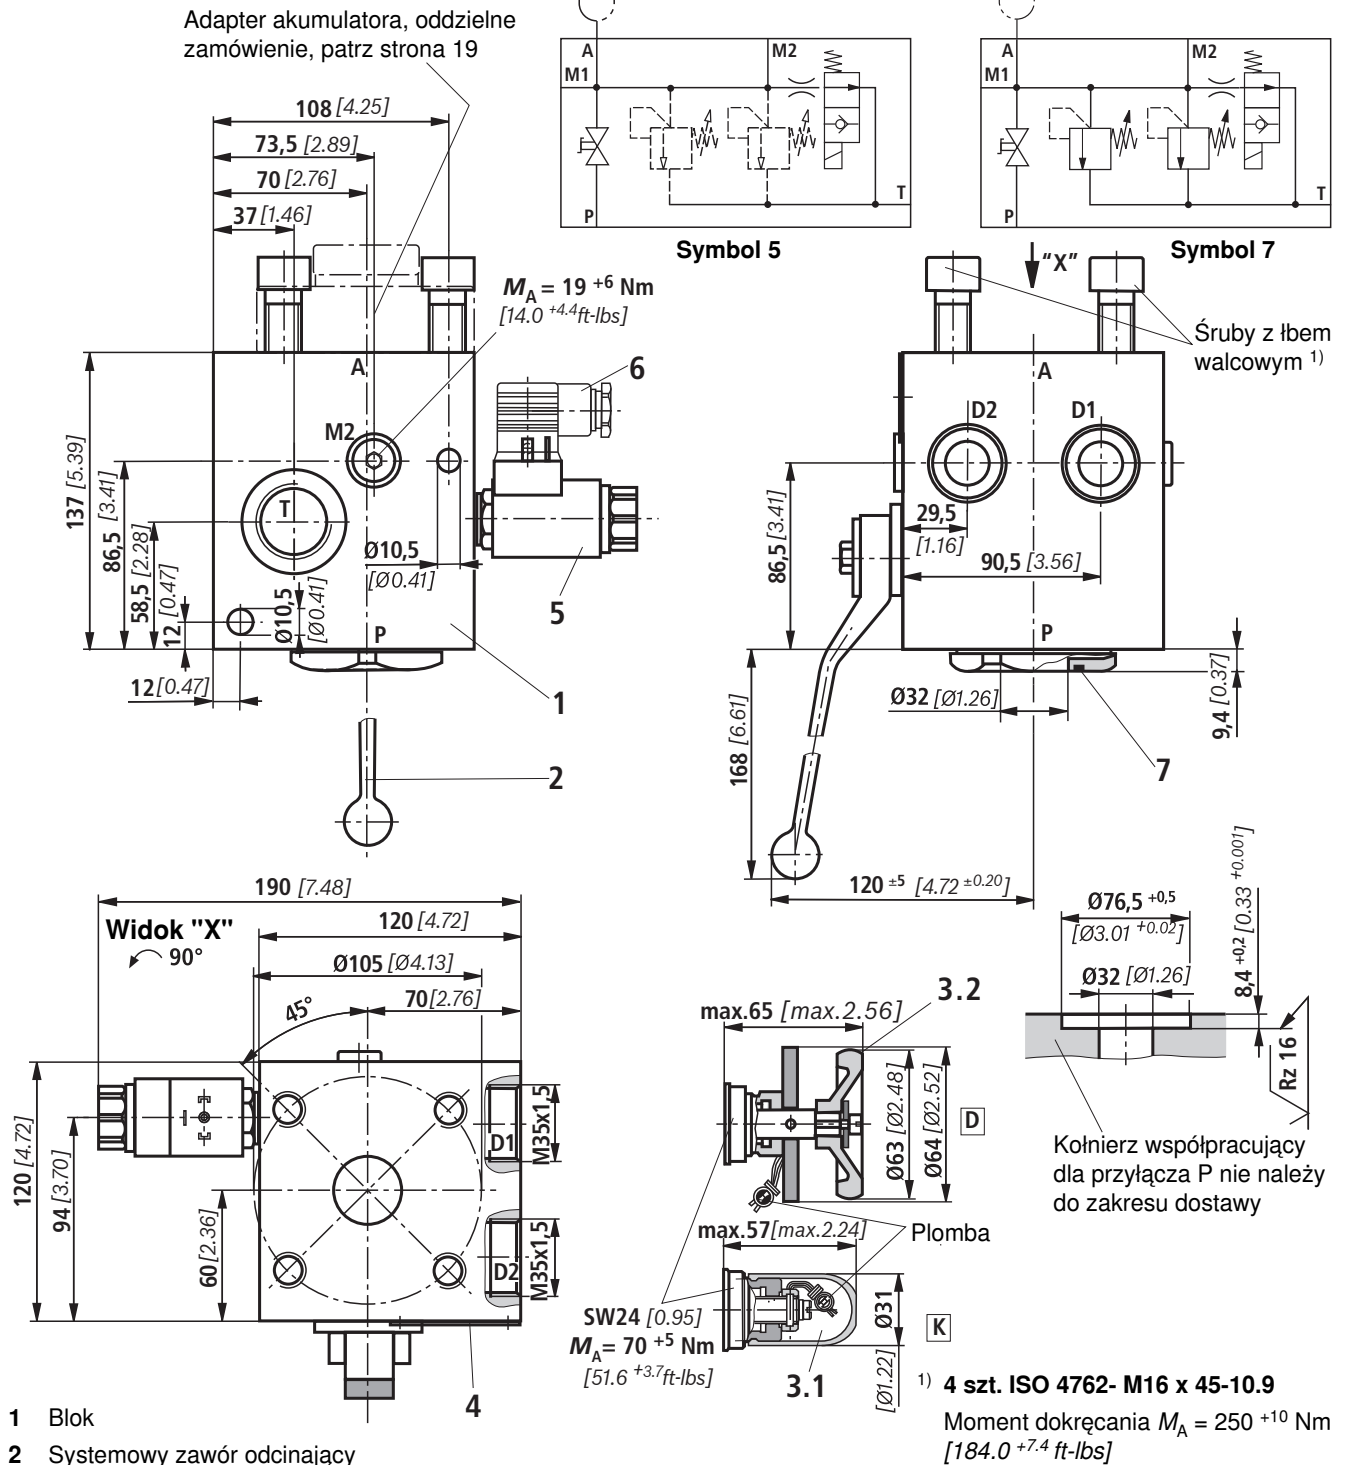 Adapter akumulatora, oddzielne
zamówienie, patrz strona 19
A
M1
M2
T
P
Symbol 5
A
M1
M2
T
P
Symbol 7
108 [4.25]
73,5 [2.89]
70 [2.76]
37 [1.46]
MA = 19 +6 Nm
[14.0 +4.4 ft-lbs]
A
6
M2
T
137 [5.39]
86,5 [3.41]
58,5 [2.28]
12 [0.47]
Ø10,5
[Ø0.41]
Ø10,5
[Ø0.41]
P
5
12 [0.47]
1
2
"X"
Śruby z łbem
walcowym 1)
A
D2
D1
29,5
[1.16]
86,5 [3.41]
90,5 [3.56]
P
Ø32 [Ø1.26]
9,4 [0.37]
168 [6.61]
7
120 ±5 [4.72 ±0.20]
190 [7.48]
Widok "X"
90°
120 [4.72]
Ø105 [Ø4.13]
70 [2.76]
45°
120 [4.72]
94 [3.70]
60 [2.36]
D1
M35x1,5
D2
M35x1,5
4
3.2
max.65 [max.2.56]
Ø63 [Ø2.48]
Ø64 [Ø2.52]
D
Plomba
max.57 [max.2.24]
SW24 [0.95]
MA = 70 +5 Nm
[51.6 +3.7 ft-lbs]
3.1
Ø31
[Ø1.22]
K
Ø76,5 +0,5
[Ø3.01 +0.02]
Ø32 [Ø1.26]
8,4 +0,2 [0.33 +0.001]
Rz 16
Kołnierz współpracujący
dla przyłącza P nie należy
do zakresu dostawy
1) 4 szt. ISO 4762- M16 x 45-10.9
Moment dokręcania MA = 250 +10 Nm
[184.0 +7.4 ft-lbs]
1 Blok
2 Systemowy zawór odcinający